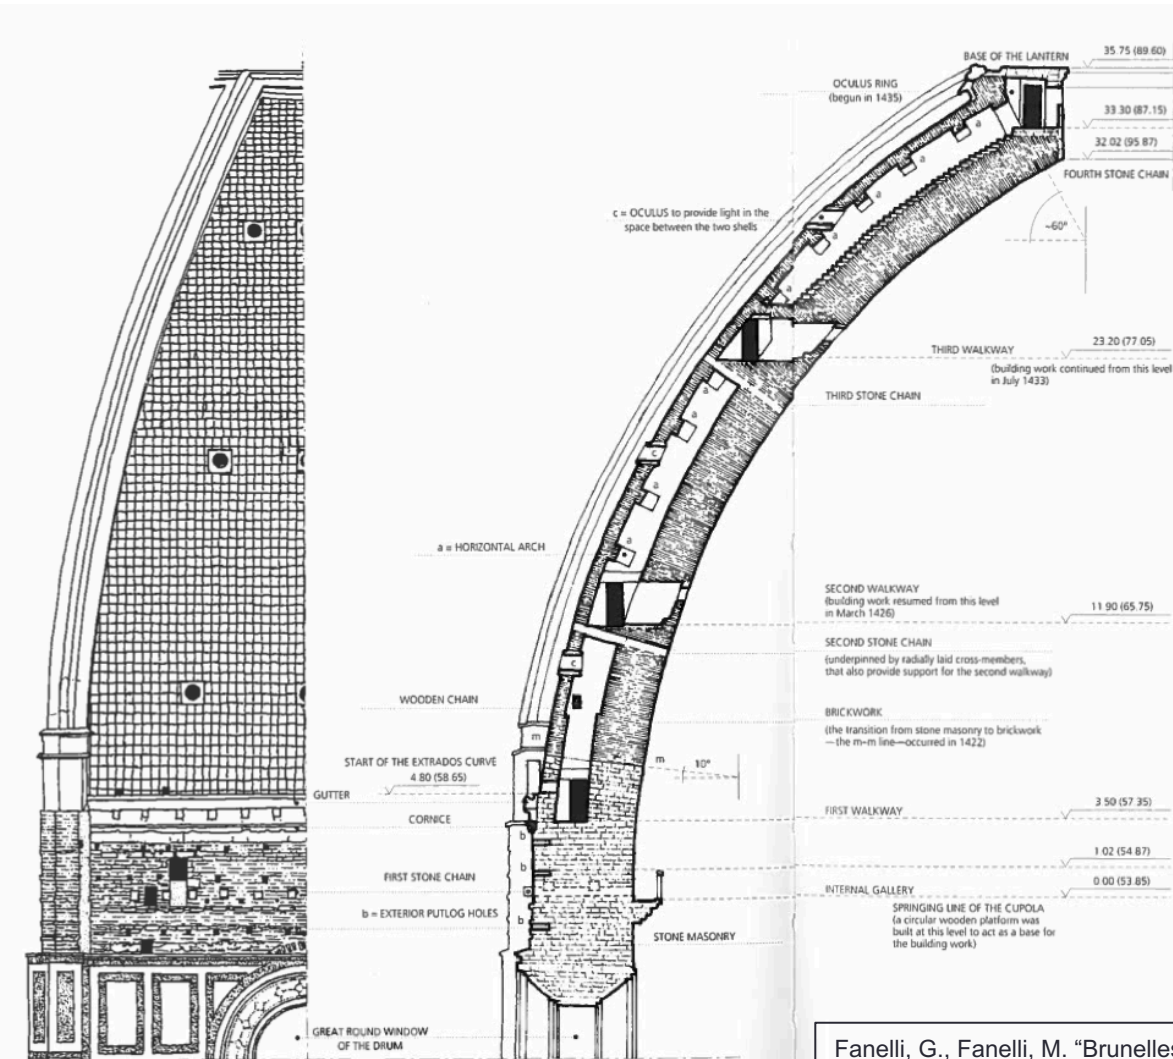 BASE OF THE LANTERN
35.75 (89.60)
OCULUS RING
(begun in 1435)
33.30 (87.15)
32.02 (95.87)
FOURTH STONE CHAIN
c = OCULUS to provide light in the
space between the two shells
~60°
a
a
a
a
a
THIRD WALKWAY
23.20 (77.05)
(building work continued from this level
in July 1433)
THIRD STONE CHAIN
a
a
c
a
a
a = HORIZONTAL ARCH
SECOND WALKWAY
(building work resumed from this level
in March 1426)
11 90 (65.75)
SECOND STONE CHAIN
(underpinned by radially laid cross-members,
that also provide support for the second walkway)
c
WOODEN CHAIN
BRICKWORK
(the transition from stone masonry to brickwork
—the m–m line—occurred in 1422)
m
m
10°
START OF THE EXTRADOS CURVE
4.80 (58.65)
GUTTER
CORNICE
FIRST WALKWAY
3 50 (57.35)
b
b
1 02 (54 87)
FIRST STONE CHAIN
INTERNAL GALLERY
0 00 (53.85)
b = EXTERIOR PUTLOG HOLES
b
SPRINGING LINE OF THE CUPOLA
(a circular wooden platform was
built at this level to act as a base for
the building work)
STONE MASONRY
GREAT ROUND WINDOW
OF THE DRUM
Fanelli, G., Fanelli, M. “Brunelles